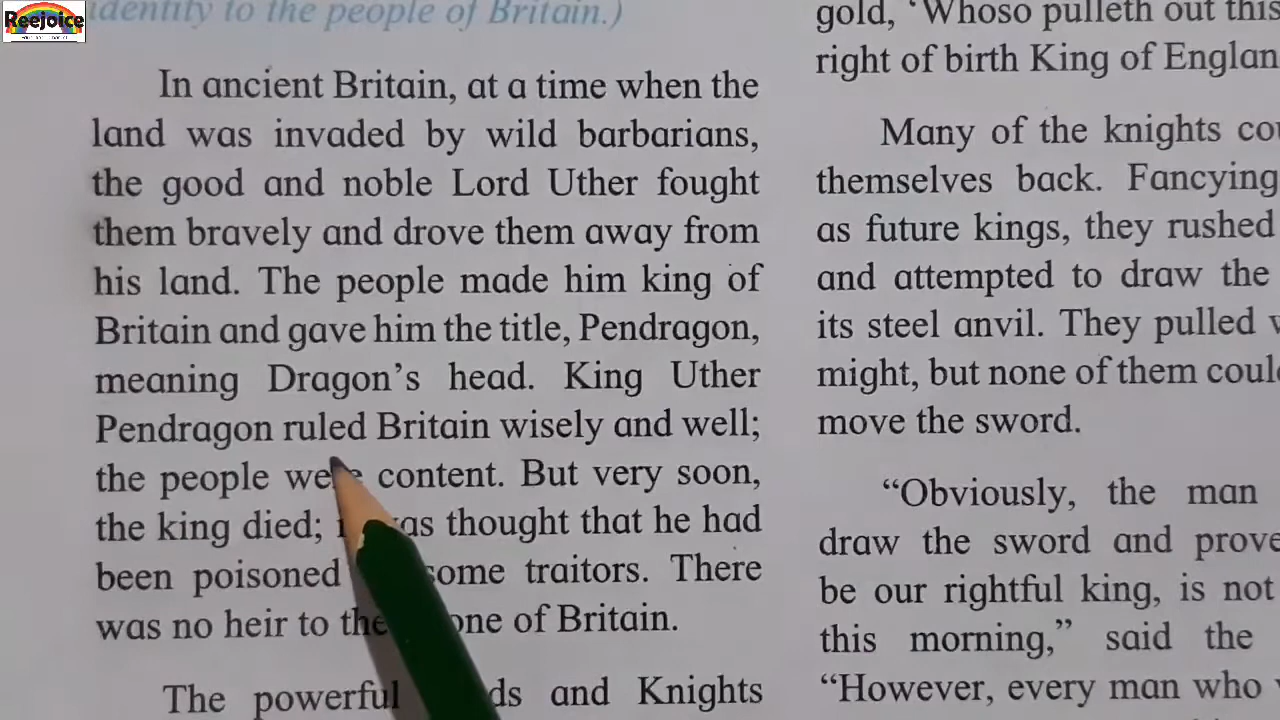 Reejoice
identity to the people of Britain.)
In ancient Britain, at a time when the
land was invaded by wild barbarians,
the good and noble Lord Uther fought
them bravely and drove them away from
his land. The people made him king of
Britain and gave him the title, Pendragon,
meaning Dragon’s head. King Uther
Pendragon ruled Britain wisely and well;
the people were content. But very soon,
the king died; was thought that he had
been poisoned some traitors. There
was no heir to the of Britain.
The powerful and Knights
gold, ‘Whoso pulleth out this
right of birth King of Englan
Many of the knights
themselves back. Fancying
as future kings, they rushed
and attempted to draw the
its steel anvil. They pulled
might, but none of them could
move the sword.
“Obviously, the man
draw the sword and prove
be our rightful king, is not
this morning,” said the
“However, every man who